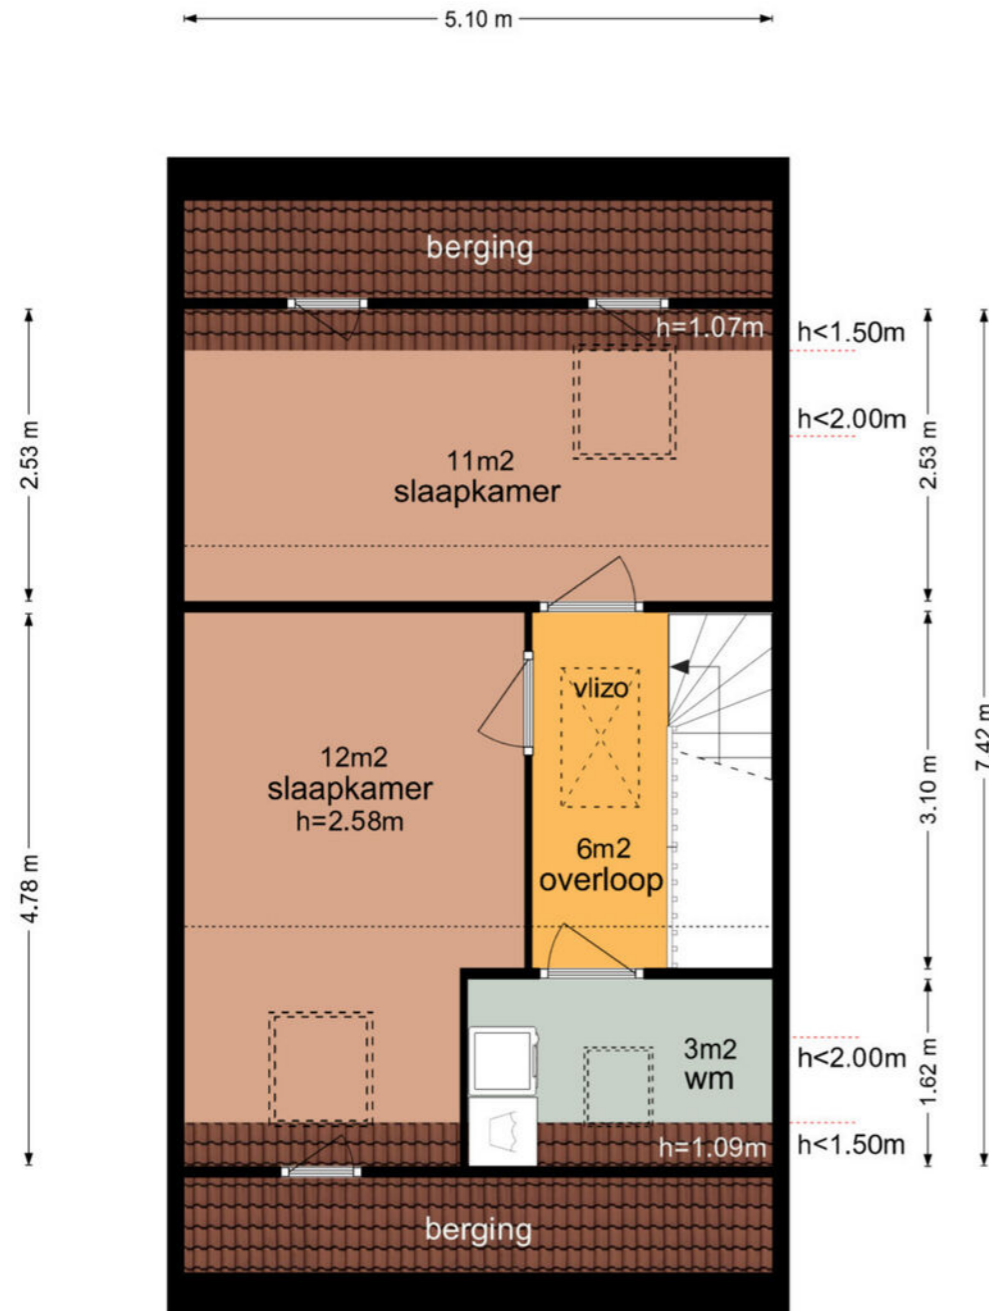 5.10 m
berging
h=1.07m
h<1.50m
h<2.00m
2.53 m
2.53 m
11m2
slaapkamer
vlizo
12m2
slaapkamer
h=2.58m
7.42 m
3.10 m
6m2
overloop
4.78 m
3m2
wm
h<2.00m
1.62 m
h=1.09m
h<1.50m
berging